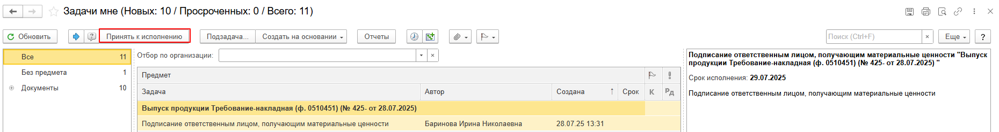 Задачи мне (Новых: 10 / Просроченных: 0 / Всего: 11)
Обновить Принять к исполнению Подзадача... Создать на основании Отчеты Поиск (Ctrl+F) × Еще ?
Все 11
Без предмета 1
Документы 10
Отбор по организации:
Предмет
Задача Автор Создана ↑ Срок К Рд
Выпуск продукции Требование-накладная (ф. 0510451) (№ 425- от 28.07.2025)
Подписание ответственным лицом, получающим материальные ценности Баринова Ирина Николаевна 28.07.25 13:31
Подписание ответственным лицом, получающим материальные ценности "Выпуск
продукции Требование-накладная (ф. 0510451) (№ 425- от 28.07.2025) "
Срок исполнения: 29.07.2025
Подписание ответственным лицом, получающим материальные ценности